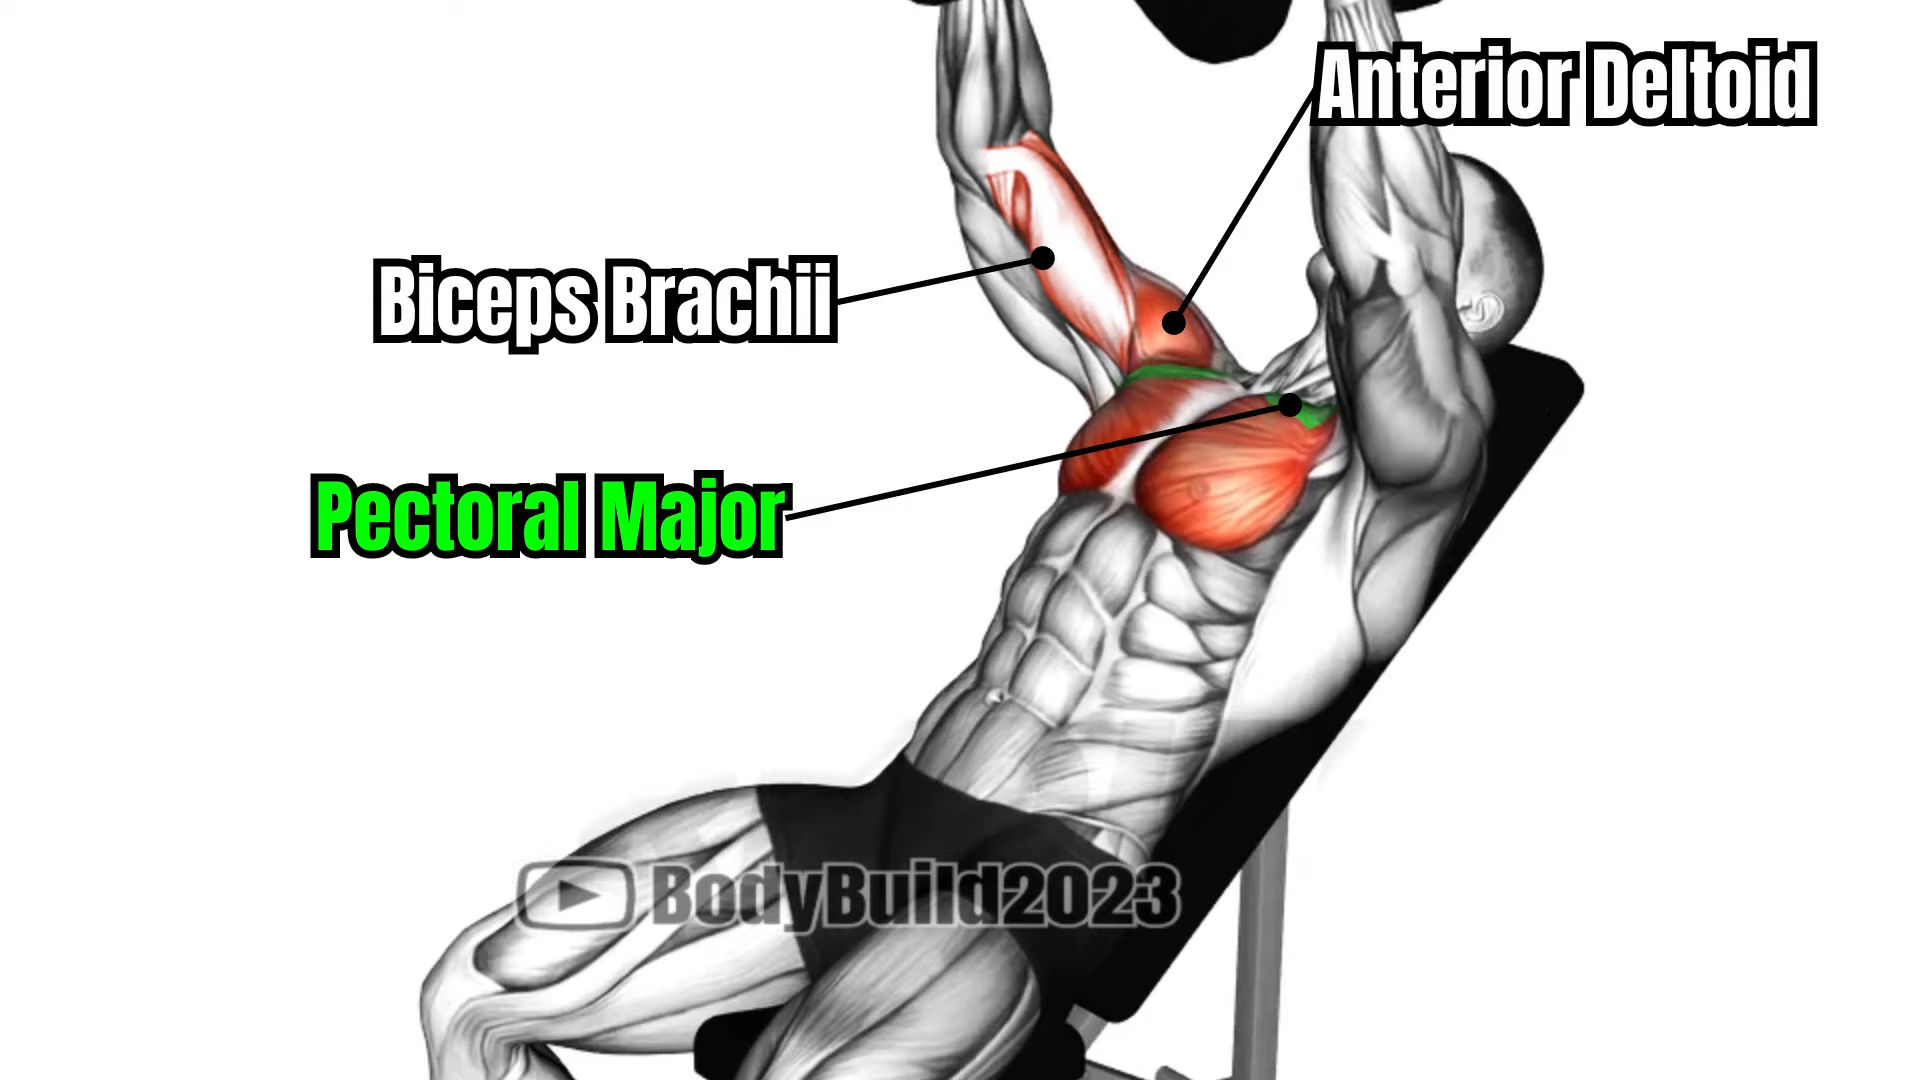 Anterior Deltoid
Biceps Brachii
Pectoral Major
BodyBuild2023